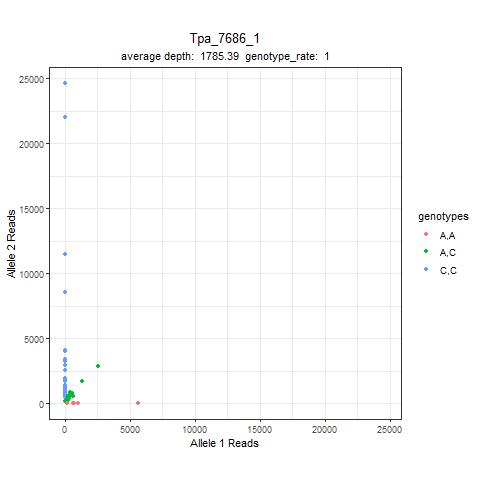 Tpa_7686_1
average depth:  1785.39  genotype_rate:  1
25000
20000
15000
10000
5000
0
Allele 2 Reads
0 5000 10000 15000 20000 25000
Allele 1 Reads
genotypes
A,A
A,C
C,C